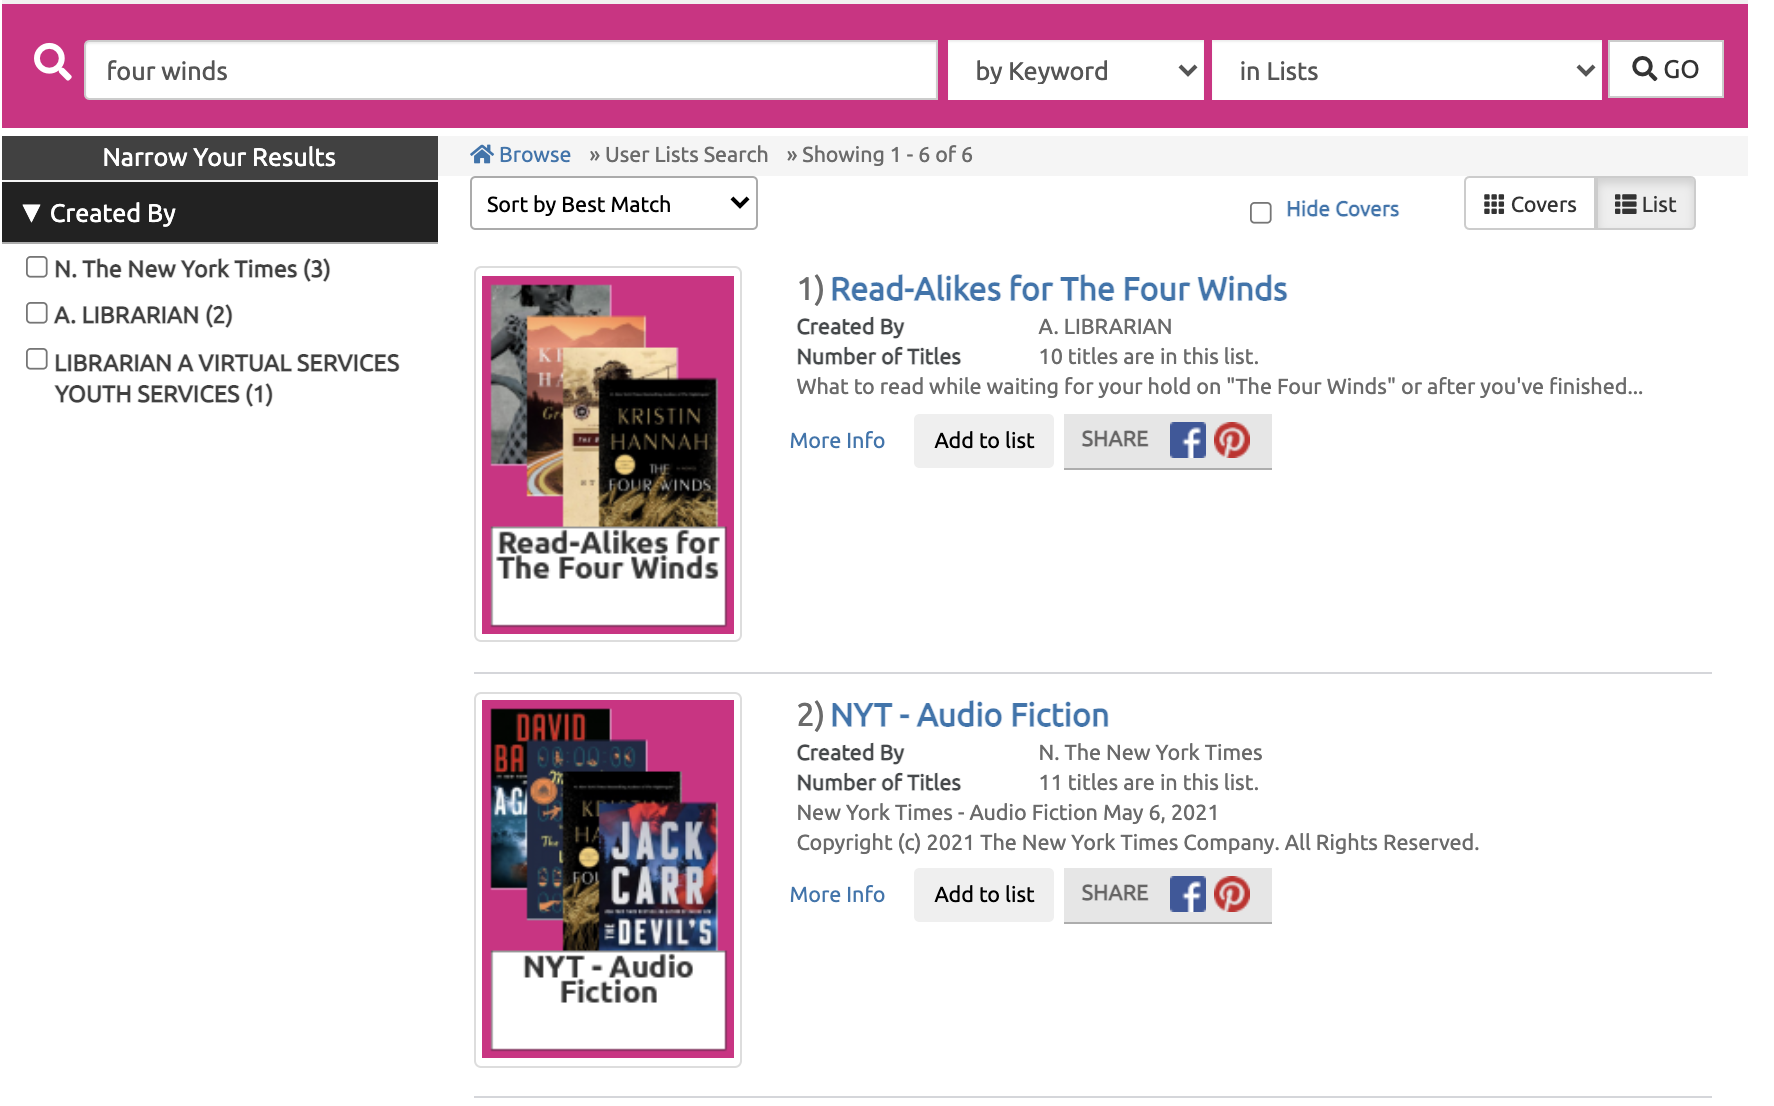 four winds
by Keyword
in Lists
GO
Narrow Your Results
▼ Created By
N. The New York Times (3)
A. LIBRARIAN (2)
LIBRARIAN A VIRTUAL SERVICES
YOUTH SERVICES (1)
Browse » User Lists Search » Showing 1 - 6 of 6
Sort by Best Match
Hide Covers
Covers
List
KRISTIN
HANNAH
THE
FOUR WINDS
Read-Alikes for
The Four Winds
1) Read-Alikes for The Four Winds
Created By A. LIBRARIAN
Number of Titles 10 titles are in this list.
What to read while waiting for your hold on "The Four Winds" or after you've finished...
More Info
Add to list
SHARE
DAVID
BA
A GA
The
KR
HA
FOU
JACK
CARR
THE
DEVIL'S
NYT - Audio
Fiction
2) NYT - Audio Fiction
Created By N. The New York Times
Number of Titles 11 titles are in this list.
New York Times - Audio Fiction May 6, 2021
Copyright (c) 2021 The New York Times Company. All Rights Reserved.
More Info
Add to list
SHARE